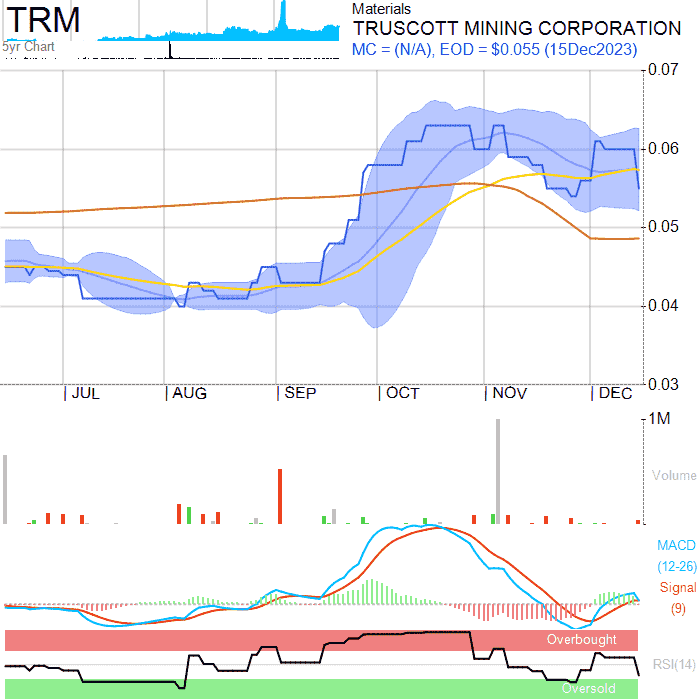 TRM
5yr Chart
Materials
TRUSCOTT MINING CORPORATION
MC = (N/A), EOD = $0.055 (15Dec2023)
0.07
0.06
0.05
0.04
0.03
JUL AUG SEP OCT NOV DEC
1M
Volume
MACD
(12-26)
Signal
(9)
Overbought
RSI(14)
Oversold